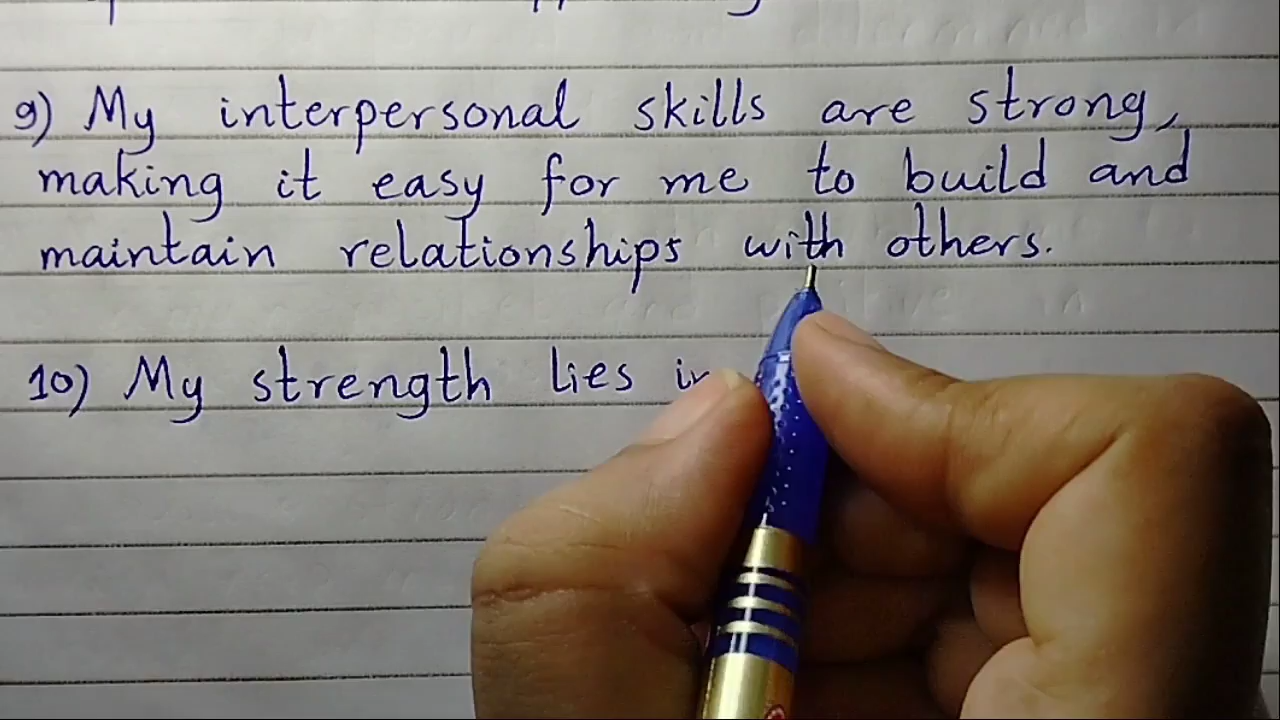 9) My interpersonal skills are strong,
making it easy for me to build and
maintain relationships with others.
10) My strength lies in